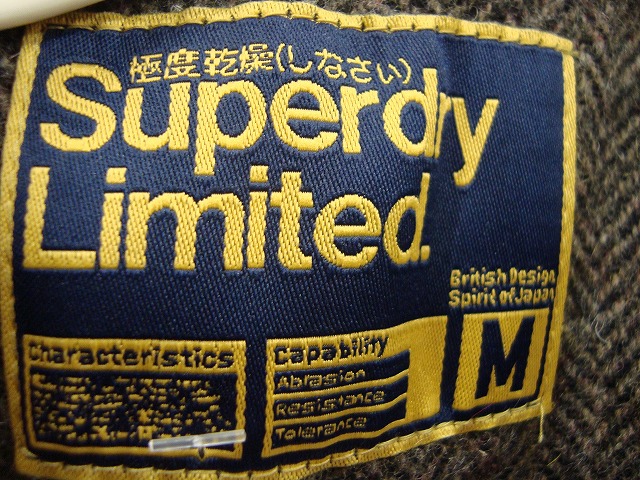 極度乾燥(しなさい)
Superdry
Limited.
British Design
Spirit of Japan
Characteristics
Capability
Abrasion
Resistance
Tolerance
M